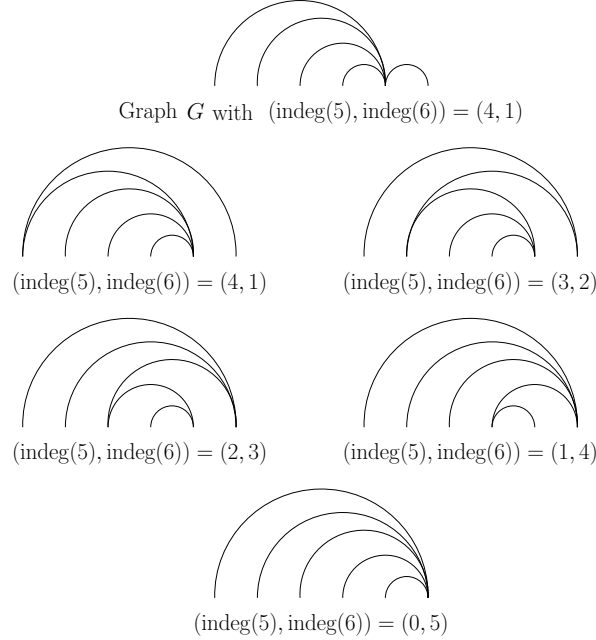 Graph G with (indeg(5), indeg(6)) = (4, 1)
(indeg(5), indeg(6)) = (4, 1)
(indeg(5), indeg(6)) = (3, 2)
(indeg(5), indeg(6)) = (2, 3)
(indeg(5), indeg(6)) = (1, 4)
(indeg(5), indeg(6)) = (0, 5)